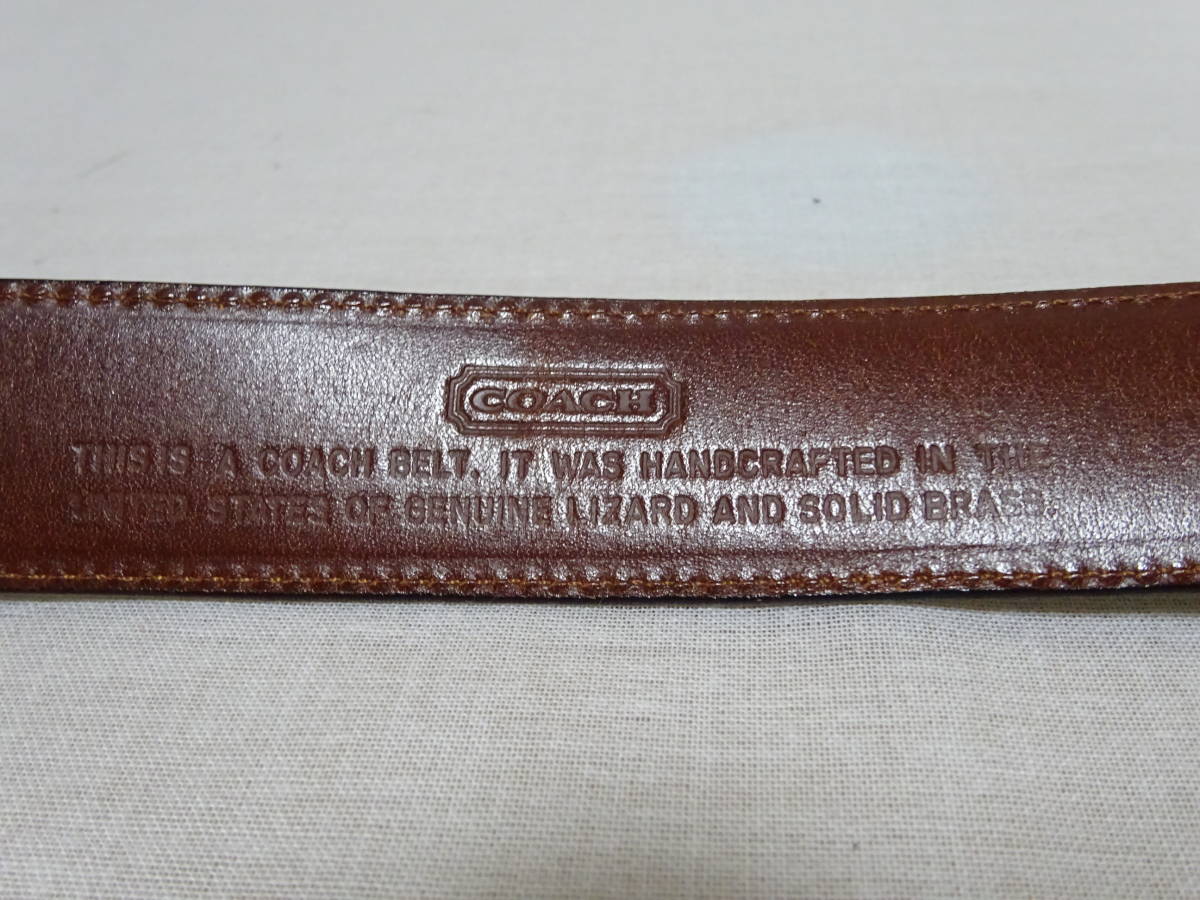 COACH
THIS IS A COACH BELT. IT WAS HANDCRAFTED IN THE
UNITED STATES OF GENUINE LIZARD AND SOLID BRASS.